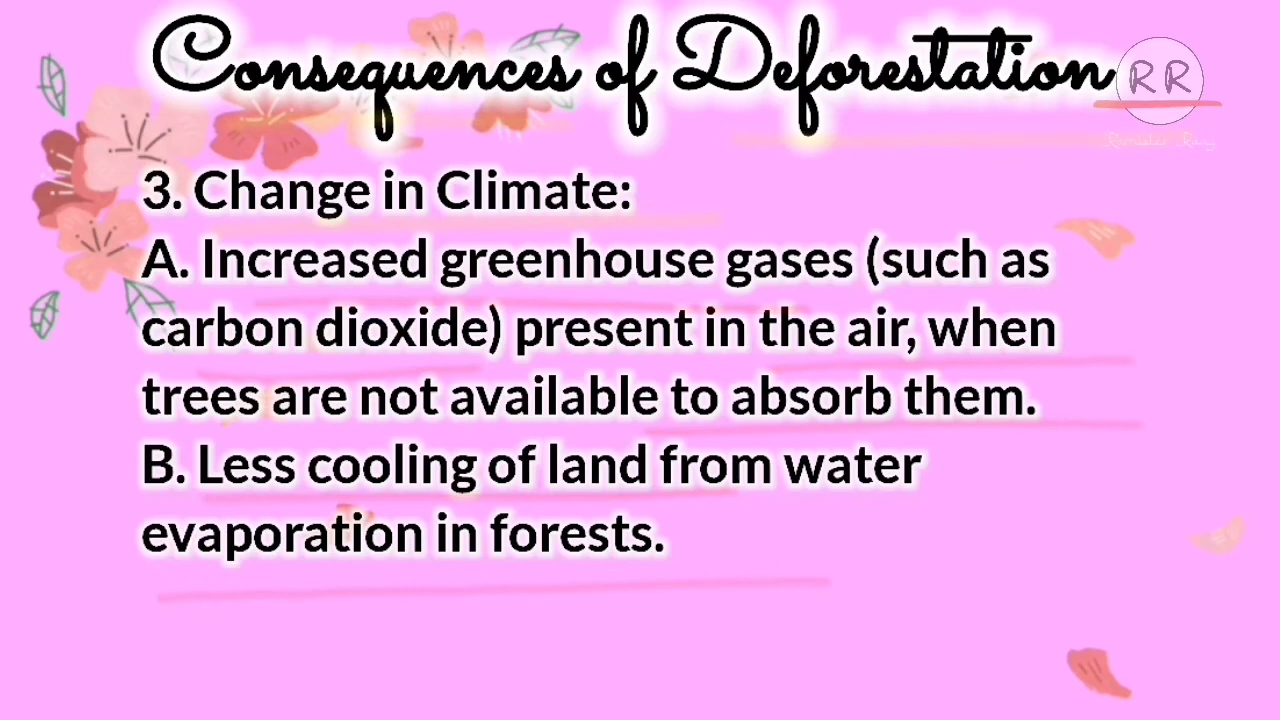 Consequences of Deforestation
RR
3. Change in Climate:
A. Increased greenhouse gases (such as
carbon dioxide) present in the air, when
trees are not available to absorb them.
B. Less cooling of land from water
evaporation in forests.